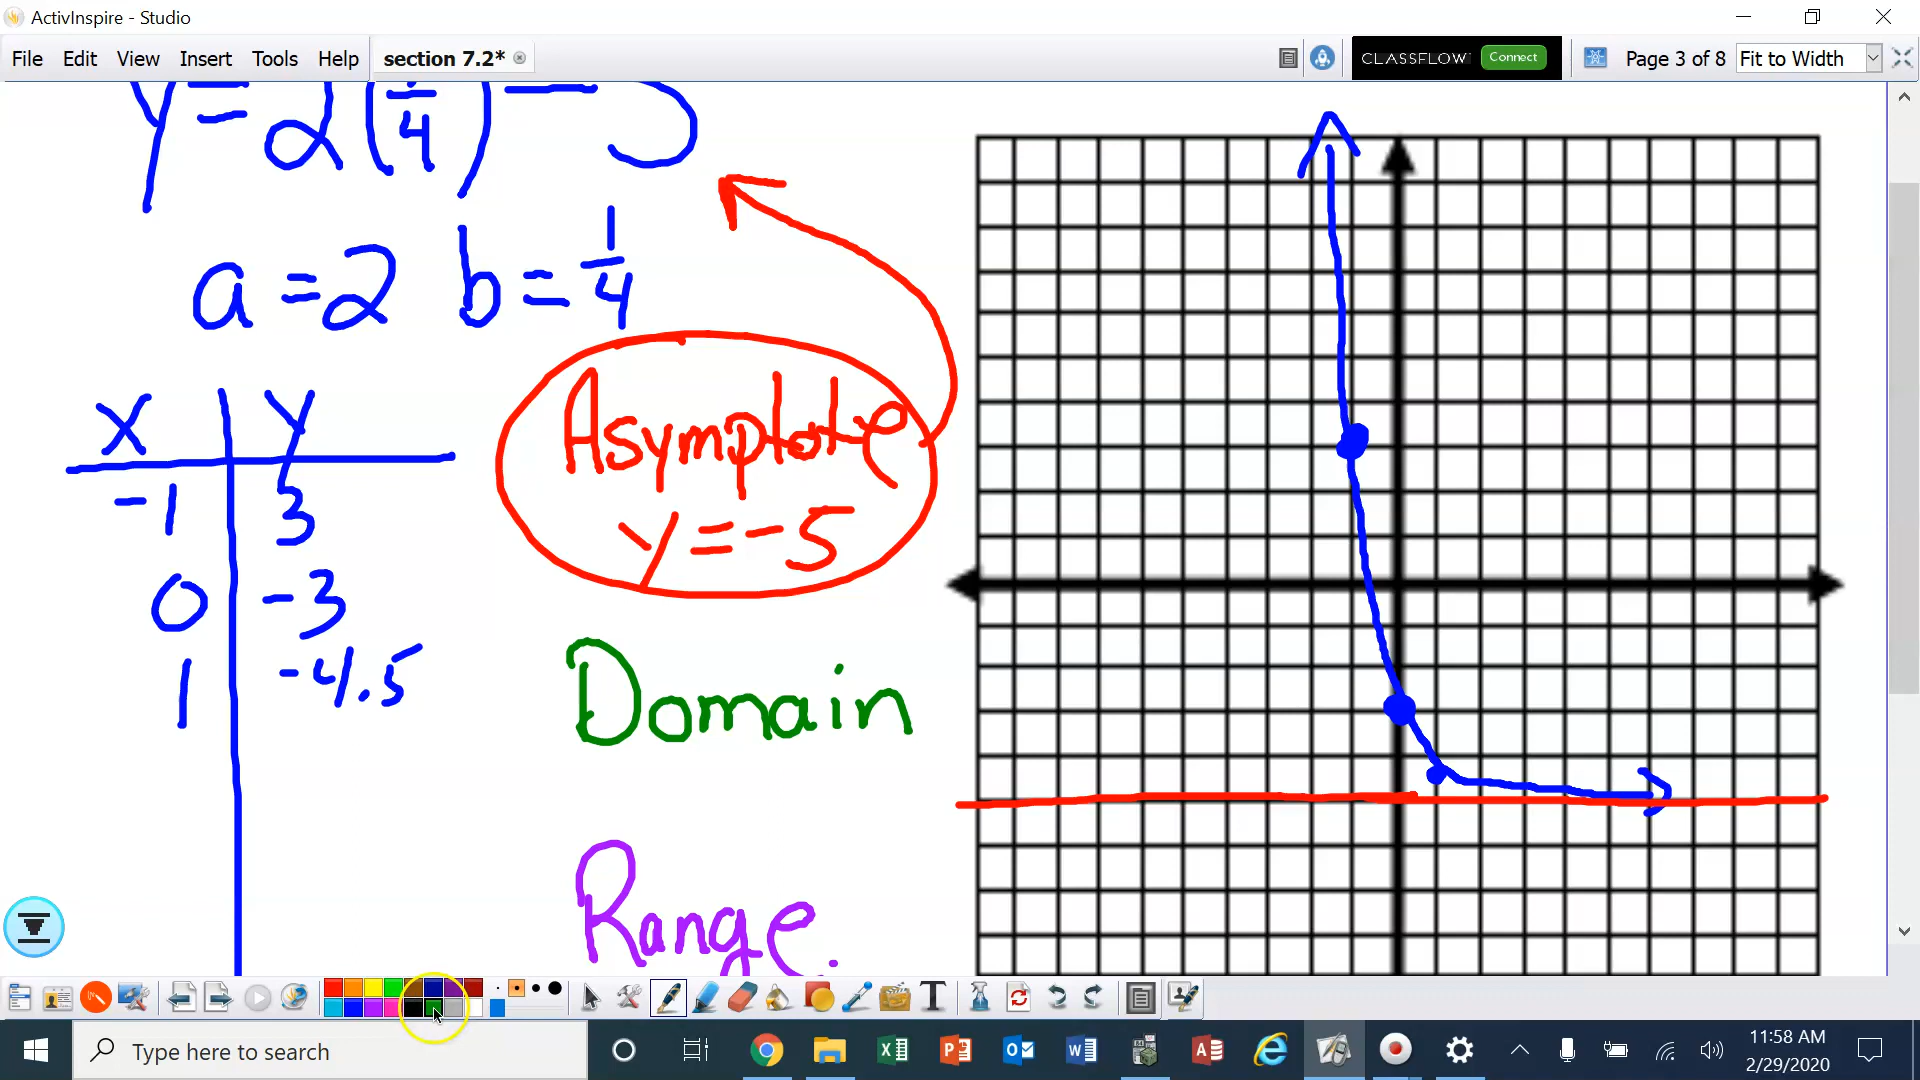 ActivInspire - Studio
File Edit View Insert Tools Help section 7.2* CLASSFLOW Connect Page 3 of 8 Fit to Width
y = 2(1/4) - 5
a = 2 b = 1/4
x y
-1 3
0 -3
1 -4.5
Asymptote
y = -5
Domain
Range.
Type here to search
11:58 AM
2/29/2020